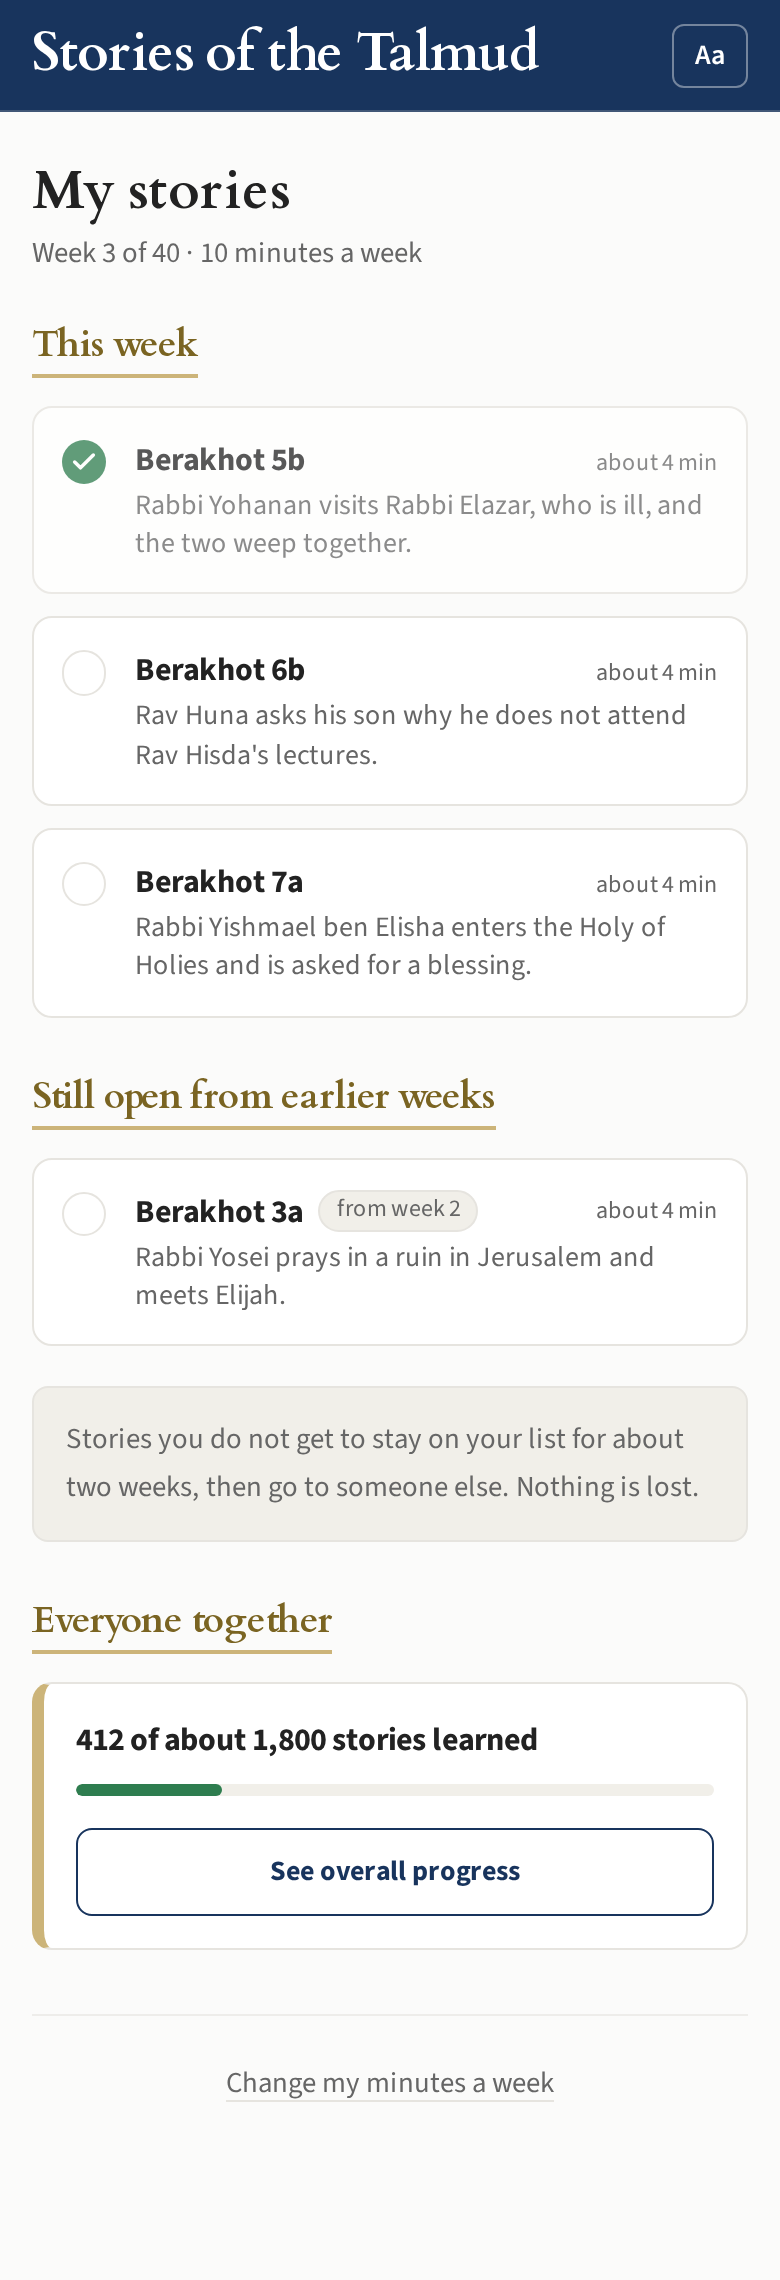 Stories of the Talmud
Aa
My stories
Week 3 of 40 · 10 minutes a week
This week
Berakhot 5b
about 4 min
Rabbi Yohanan visits Rabbi Elazar, who is ill, and
the two weep together.
Berakhot 6b
about 4 min
Rav Huna asks his son why he does not attend
Rav Hisda's lectures.
Berakhot 7a
about 4 min
Rabbi Yishmael ben Elisha enters the Holy of
Holies and is asked for a blessing.
Still open from earlier weeks
Berakhot 3a
from week 2
about 4 min
Rabbi Yosei prays in a ruin in Jerusalem and
meets Elijah.
Stories you do not get to stay on your list for about
two weeks, then go to someone else. Nothing is lost.
Everyone together
412 of about 1,800 stories learned
See overall progress
Change my minutes a week